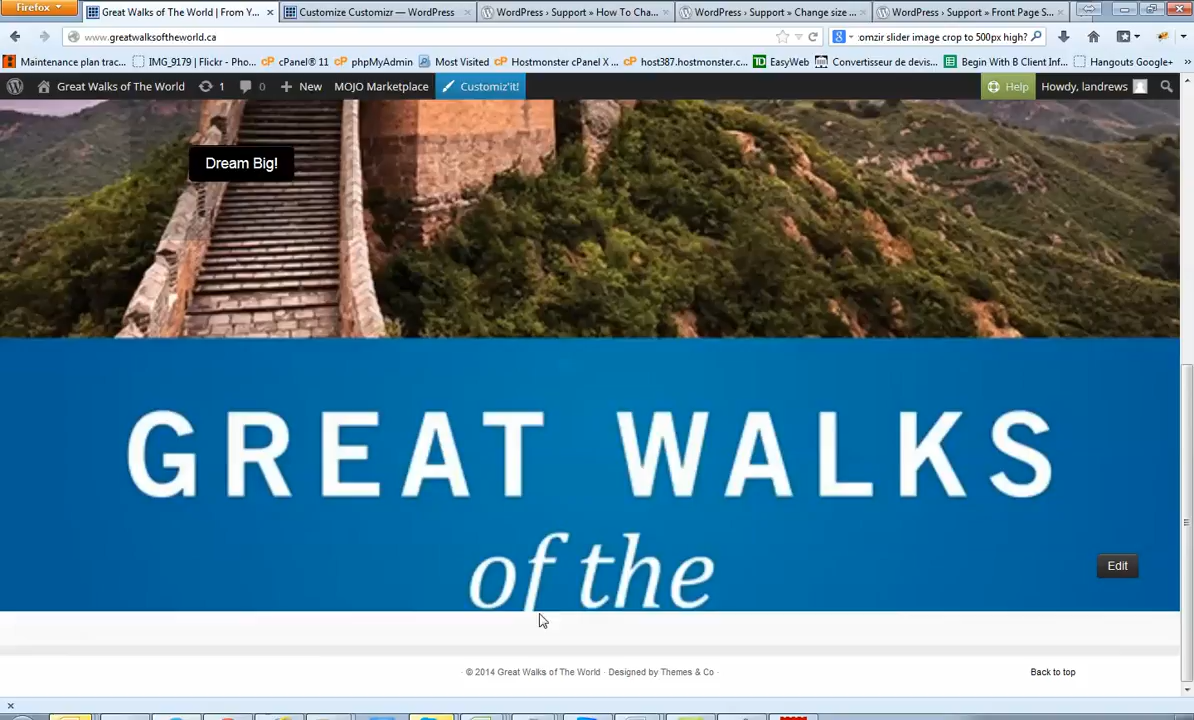 Firefox
Great Walks of The World | From Y...
Customize Customizr — WordPress
WordPress › Support » How To Cha...
WordPress › Support » Change size ...
WordPress › Support » Front Page S...
www.greatwalksoftheworld.ca
:omzir slider image crop to 500px high?
Maintenance plan trac...
IMG_9179 | Flickr - Pho...
cPanel® 11
phpMyAdmin
Most Visited
Hostmonster cPanel X ...
host387.hostmonster.c...
TD EasyWeb
Convertisseur de devis...
Begin With B Client Inf...
Hangouts Google+
Great Walks of The World
1
0
New
MOJO Marketplace
Customiz'it!
Help
Howdy, landrews
Dream Big!
GREAT WALKS
of the
Edit
· © 2014 Great Walks of The World · Designed by Themes & Co ·
Back to top